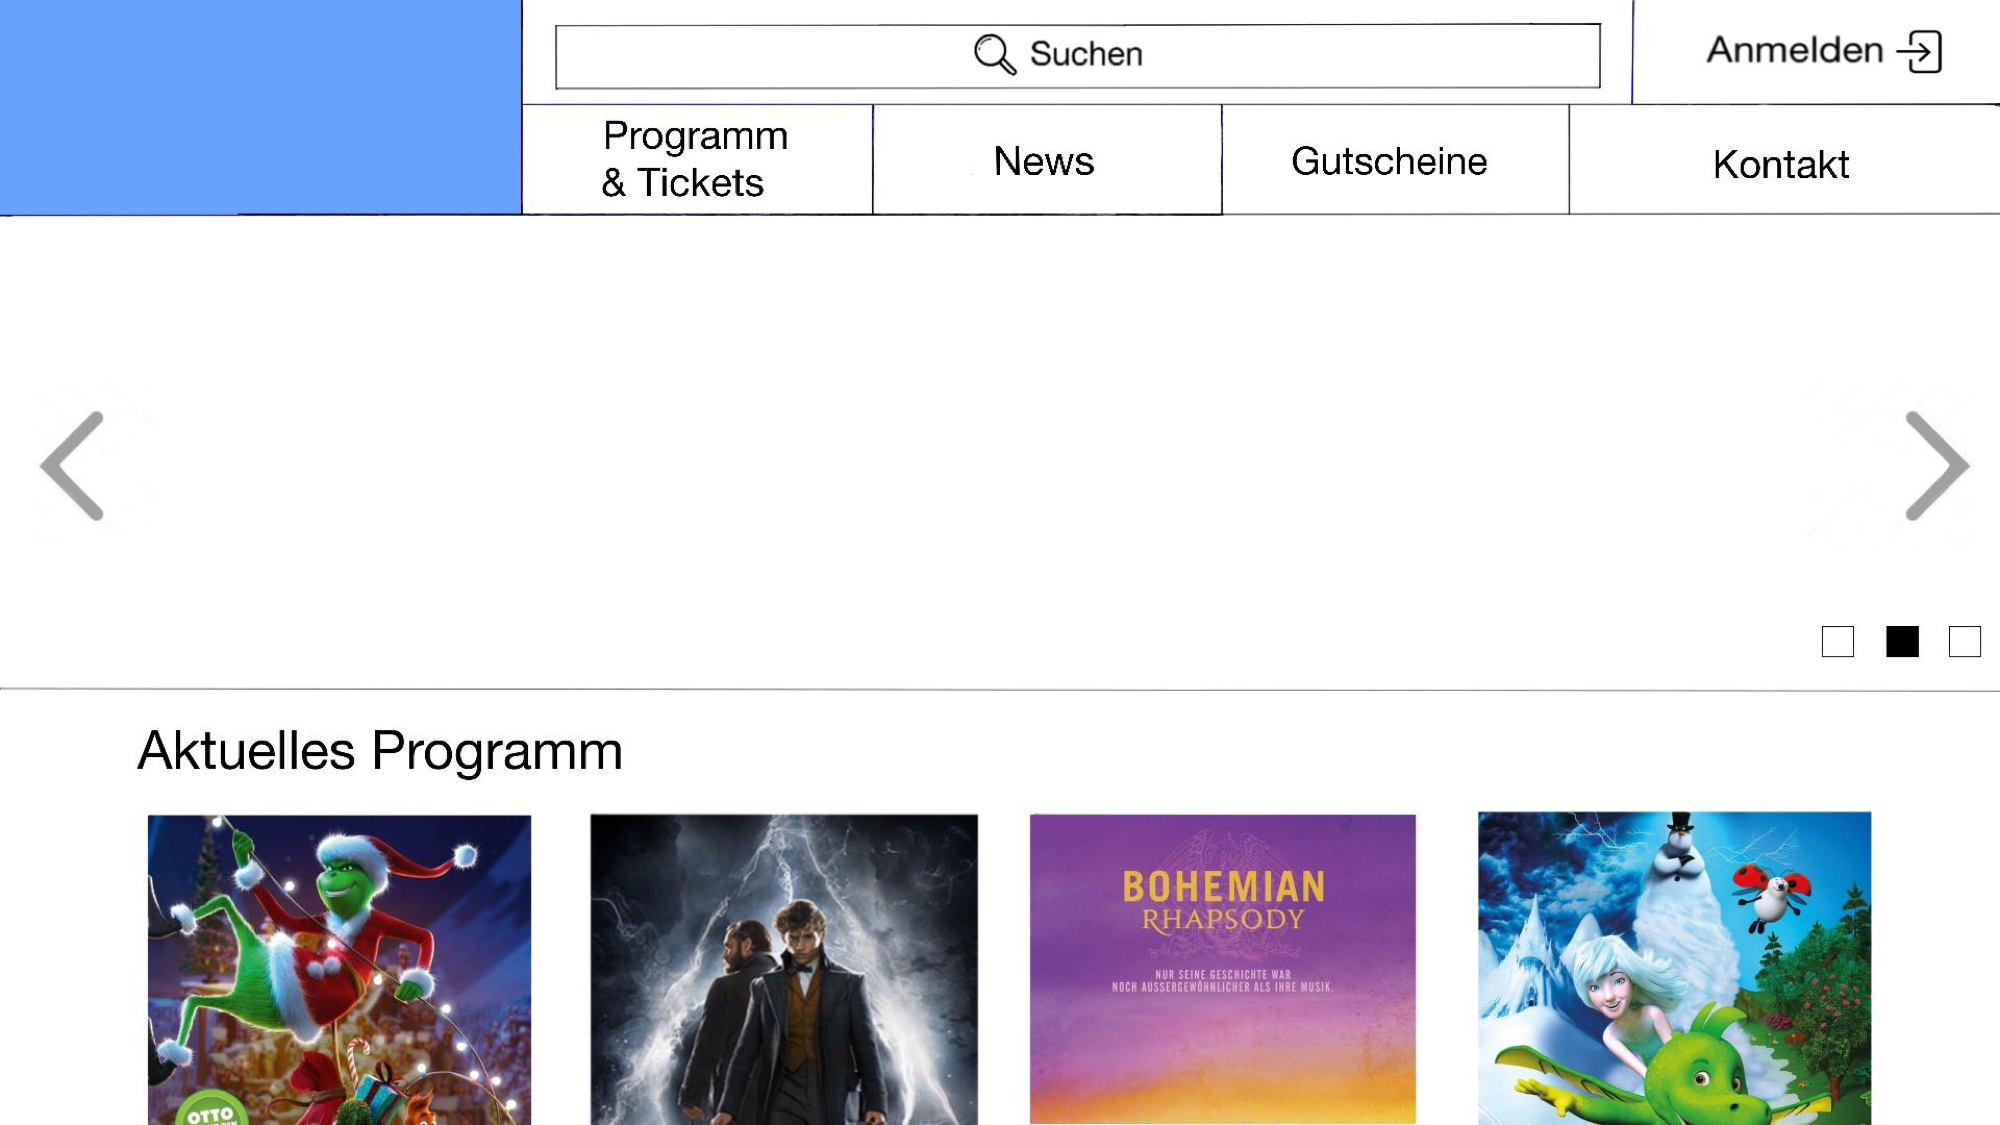 Suchen
Anmelden
Programm
& Tickets
News
Gutscheine
Kontakt
Aktuelles Programm
BOHEMIAN
RHAPSODY
NUR SEINE GESCHICHTE WAR
NOCH AUSSERGEWÖHNLICHER ALS IHRE MUSIK.
OTTO